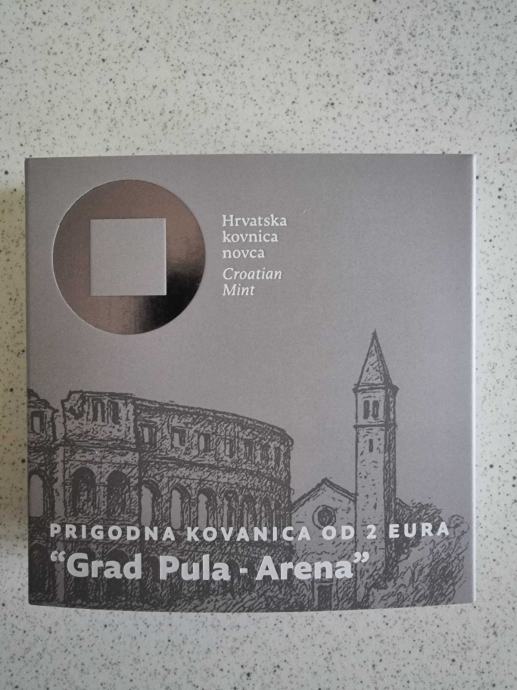 Hrvatska
kovnica
novca
Croatian
Mint
PRIGODNA KOVANICA OD 2 EURA
“Grad Pula - Arena”